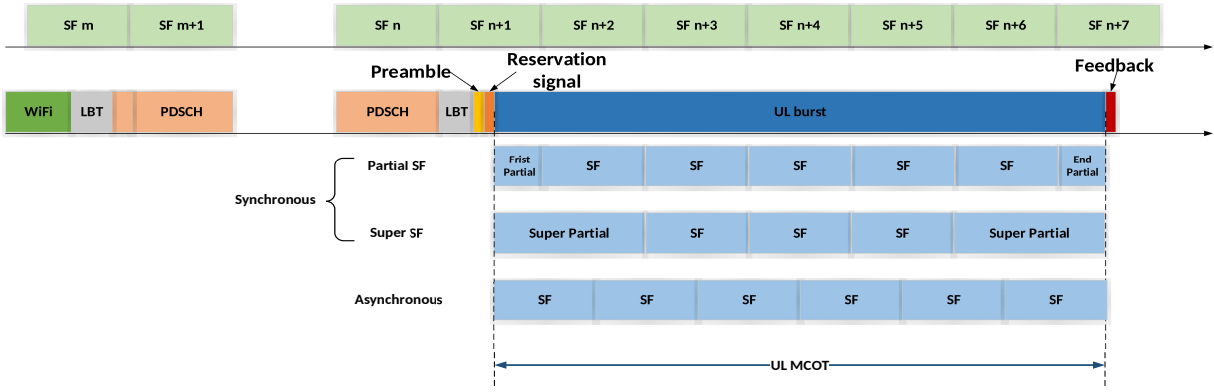 SF m SF m+1 SF n SF n+1 SF n+2 SF n+3 SF n+4 SF n+5 SF n+6 SF n+7
Preamble Reservation signal Feedback
WiFi LBT PDSCH PDSCH LBT UL burst
Partial SF Frist Partial SF SF SF SF SF End Partial
Synchronous
Super SF Super Partial SF SF SF Super Partial
Asynchronous SF SF SF SF SF SF
UL MCOT